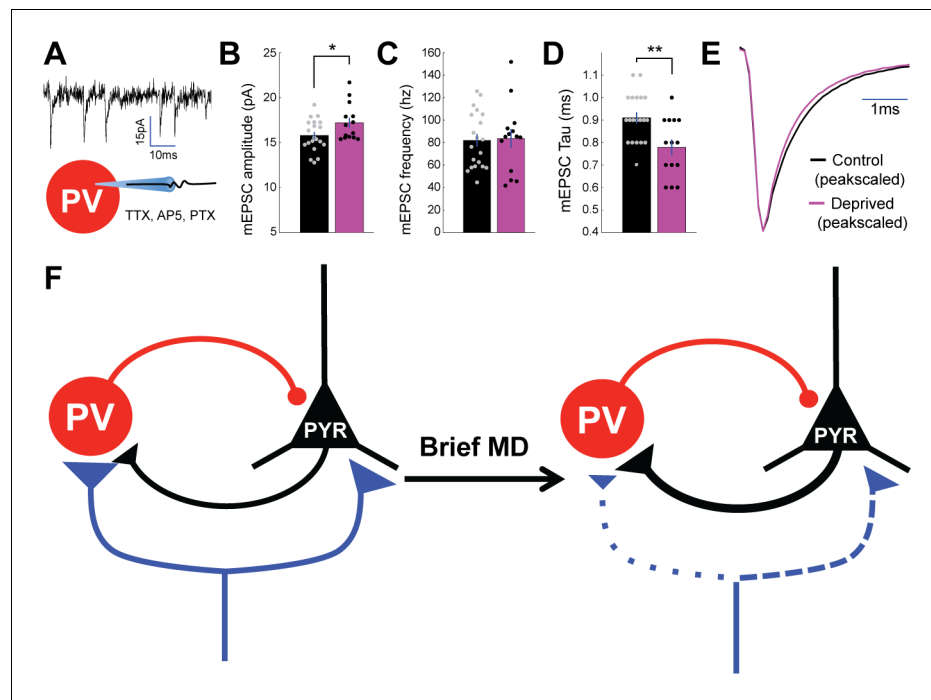 A
15pA
10ms
PV
TTX, AP5, PTX
B
*
mEPSC amplitude (pA)
25
20
15
10
5
C
mEPSC frequency (hz)
160
140
120
100
80
60
40
20
0
D
**
mEPSC Tau (ms)
1.1
1.0
0.9
0.8
0.7
0.6
0.5
0.4
E
1ms
Control
(peakscaled)
Deprived
(peakscaled)
F
PV
PYR
Brief MD
PV
PYR